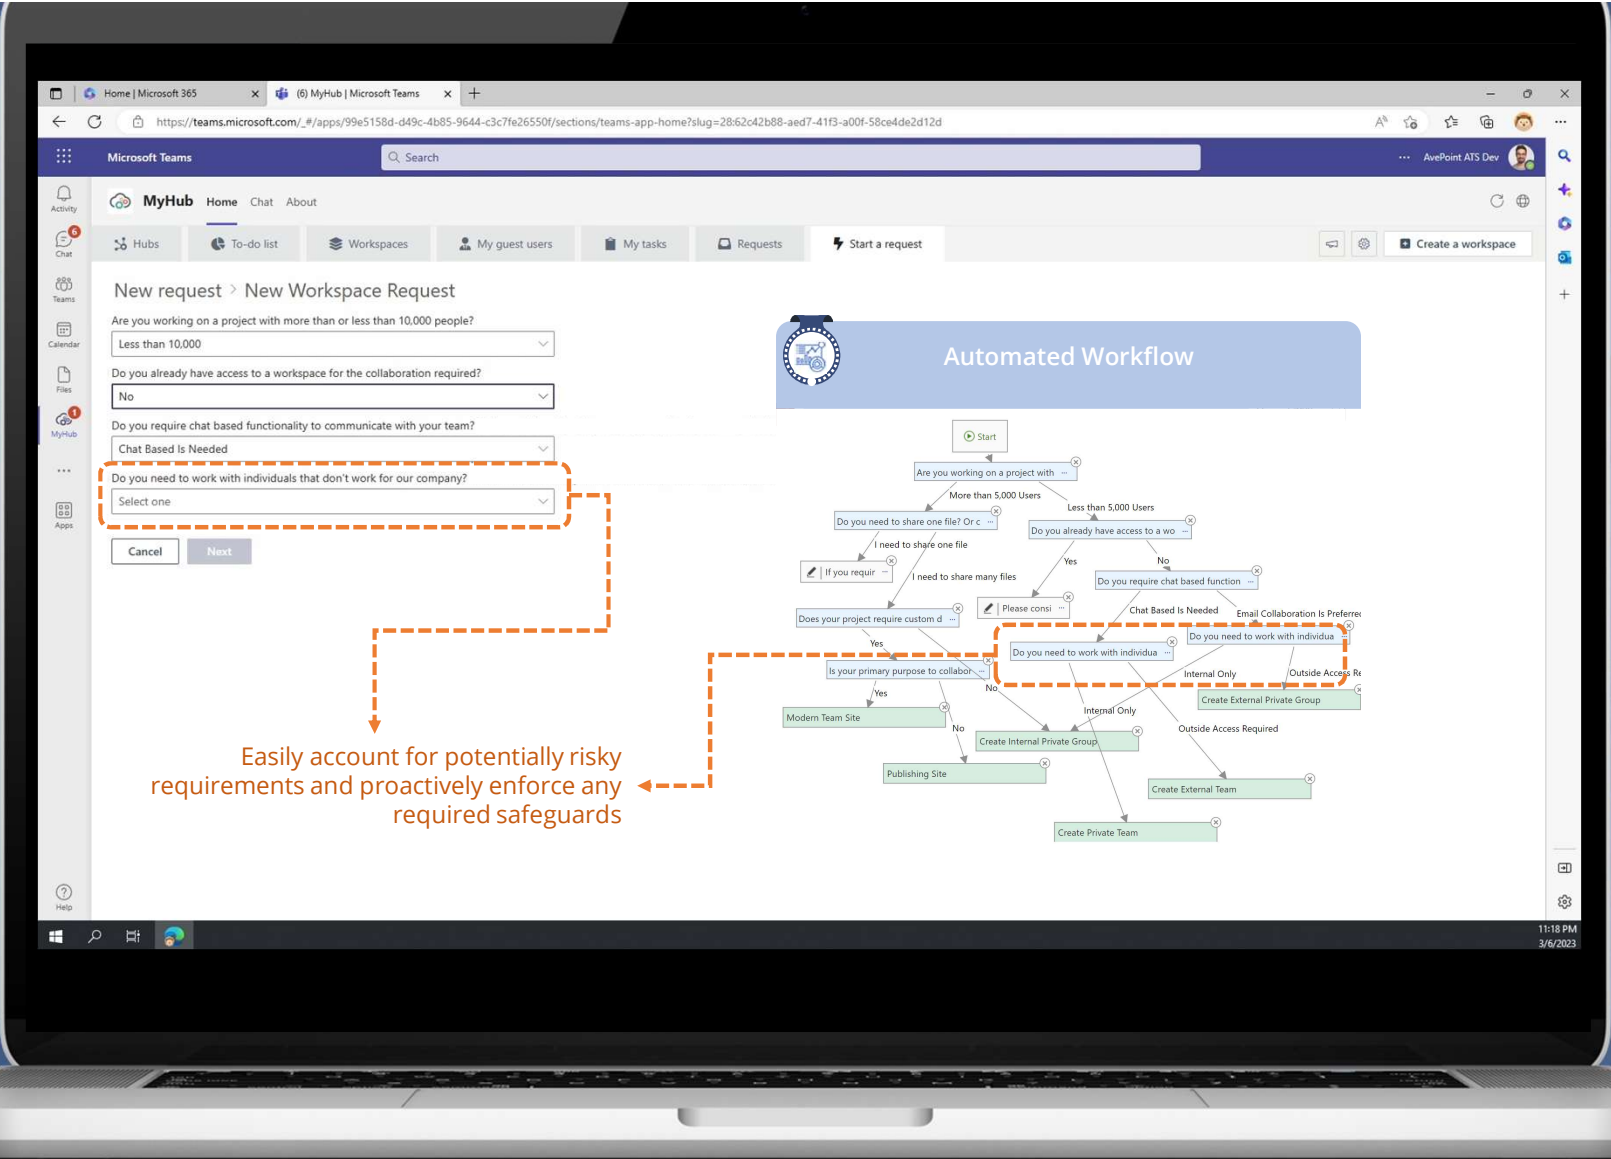 Home | Microsoft 365
(6) MyHub | Microsoft Teams
https://teams.microsoft.com/_#/apps/99e5158d-d49c-4b85-9644-c3c7fe26550f/sections/teams-app-home?slug=28:62c42b88-aed7-41f3-a00f-58ce4de2d12d
Microsoft Teams
Search
AvePoint ATS Dev
Activity
6
Chat
Teams
Calendar
Files
1
MyHub
Apps
Help
MyHub Home Chat About
Hubs
To-do list
Workspaces
My guest users
My tasks
Requests
Start a request
Create a workspace
New request > New Workspace Request
Are you working on a project with more than or less than 10,000 people?
Less than 10,000
Do you already have access to a workspace for the collaboration required?
No
Do you require chat based functionality to communicate with your team?
Chat Based Is Needed
Do you need to work with individuals that don't work for our company?
Select one
Cancel
Next
Easily account for potentially risky
requirements and proactively enforce any
required safeguards
Automated Workflow
Start
Are you working on a project with ...
More than 5,000 Users
Less than 5,000 Users
Do you need to share one file? Or c ...
Do you already have access to a wo ...
I need to share one file
Yes
No
If you requir ...
I need to share many files
Do you require chat based function ...
Please consi ...
Chat Based Is Needed
Email Collaboration Is Preferred
Does your project require custom d ...
Do you need to work with individua ...
Yes
Do you need to work with individua ...
Is your primary purpose to collabor ...
Internal Only
Outside Access Re
Yes
No
Create External Private Group
Modern Team Site
Internal Only
No
Outside Access Required
Create Internal Private Group
Publishing Site
Create External Team
Create Private Team
11:18 PM
3/6/2023